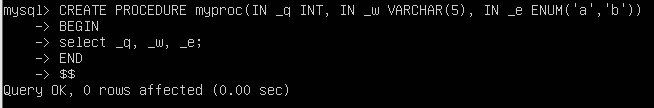 mysql> CREATE PROCEDURE myproc(IN _q INT, IN _w VARCHAR(5), IN _e ENUM('a','b'))
    -> BEGIN
    -> select _q, _w, _e;
    -> END
    -> $$
Query OK, 0 rows affected (0.00 sec)